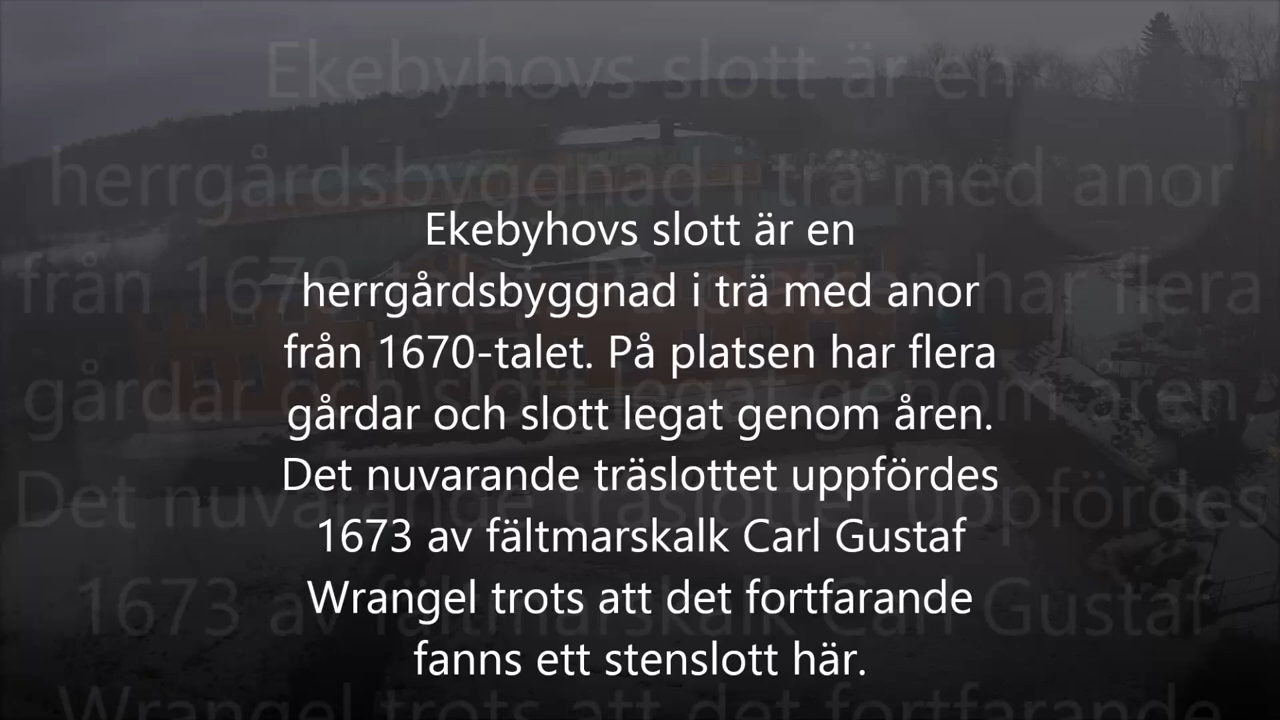 Ekebyhovs slott är en
herrgårdsbyggnad i trä med anor
från 1670-talet. På platsen har flera
gårdar och slott legat genom åren.
Det nuvarande träslottet uppfördes
1673 av fältmarskalk Carl Gustaf
Wrangel trots att det fortfarande
fanns ett stenslott här.